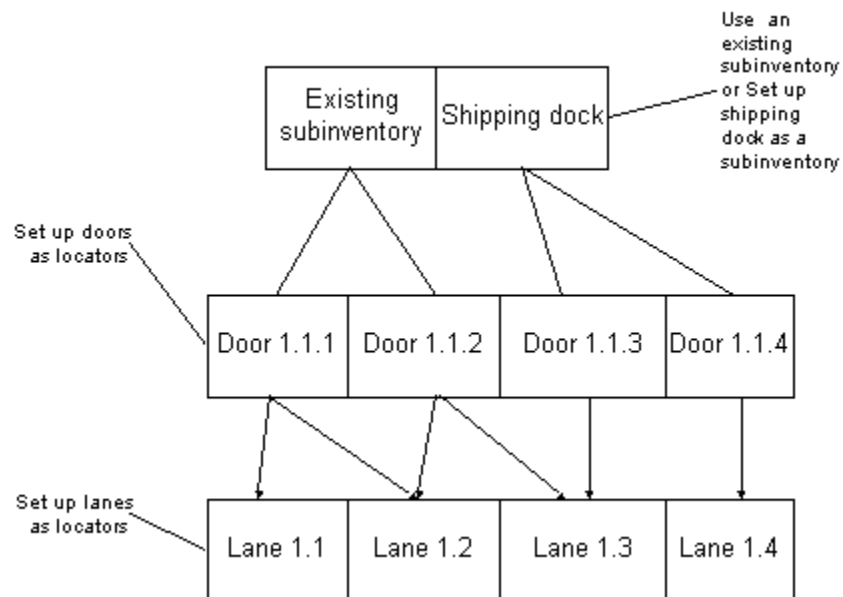 Use an
existing
subinventory
or Set up
shipping
dock as a
subinventory
Existing
subinventory
Shipping dock
Set up doors
as locators
Door 1.1.1
Door 1.1.2
Door 1.1.3
Door 1.1.4
Set up lanes
as locators
Lane 1.1
Lane 1.2
Lane 1.3
Lane 1.4